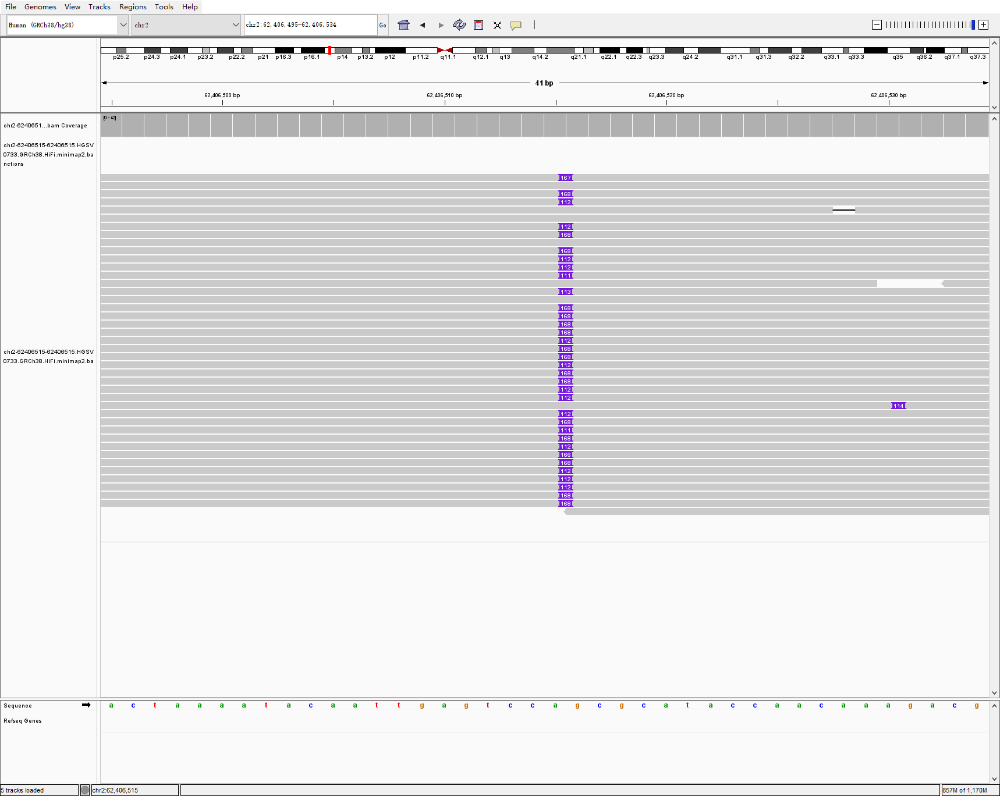 File Genomes View Tracks Regions Tools Help
Human (GRCh38/hg38) chr2 chr2:62,406,495-62,406,534 Go
p25.2 p24.3 p24.1 p23.2 p22.2 p21 p16.3 p16.1 p14 p13.2 p12 p11.2 q11.1 q12.1 q13 q14.2 q21.1 q22.1 q22.3 q23.3 q24.2 q31.1 q31.3 q32.2 q33.1 q33.3 q35 q36.2 q37.1 q37.3
41 bp
62,406,500 bp 62,406,510 bp 62,406,520 bp 62,406,530 bp
[0 - 42]
chr2-6240651...bam Coverage
chr2-62406515-62406515.HGSV
0733.GRCh38.HiFi.minimap2.ba
nctions
167
168
112
112
168
168
112
112
111
113
168
168
168
168
112
168
168
112
168
168
112
112
114
112
168
111
168
112
166
168
112
112
112
168
168
chr2-62406515-62406515.HGSV
0733.GRCh38.HiFi.minimap2.ba
Sequence a c t a a a a t a c a a t t g a g t c c a g c g c a t a c c a a c a a a g a c g
Refseq Genes
5 tracks loaded chr2:62,406,515 857M of 1,170M